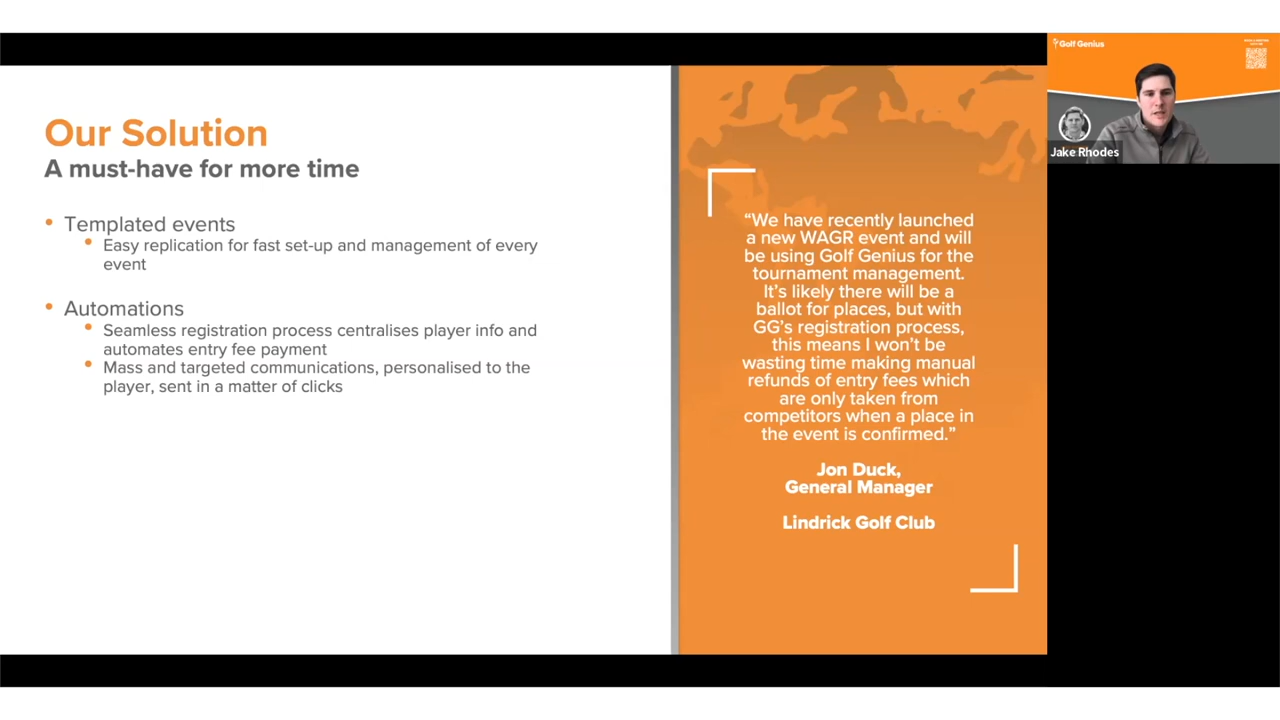 Our Solution
A must-have for more time
• Templated events
• Easy replication for fast set-up and management of every
event
• Automations
• Seamless registration process centralises player info and
automates entry fee payment
• Mass and targeted communications, personalised to the
player, sent in a matter of clicks
“We have recently launched
a new WAGR event and will
be using Golf Genius for the
tournament management.
It’s likely there will be a
ballot for places, but with
GG’s registration process,
this means I won’t be
wasting time making manual
refunds of entry fees which
are only taken from
competitors when a place in
the event is confirmed.”
Jon Duck,
General Manager
Lindrick Golf Club
Golf Genius
Jake Rhodes